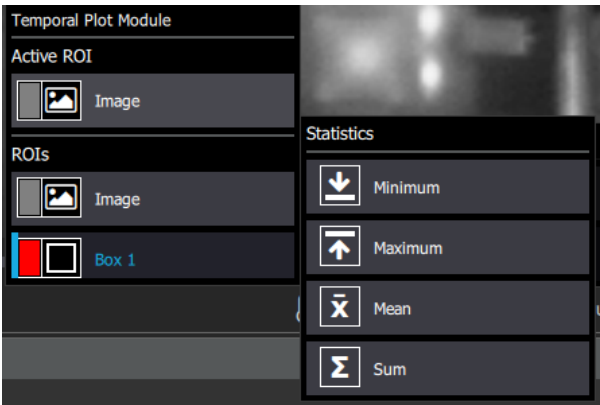 Temporal Plot Module
Active ROI
Image
ROIs
Image
Box 1
Statistics
Minimum
Maximum
x̄ Mean
Σ Sum